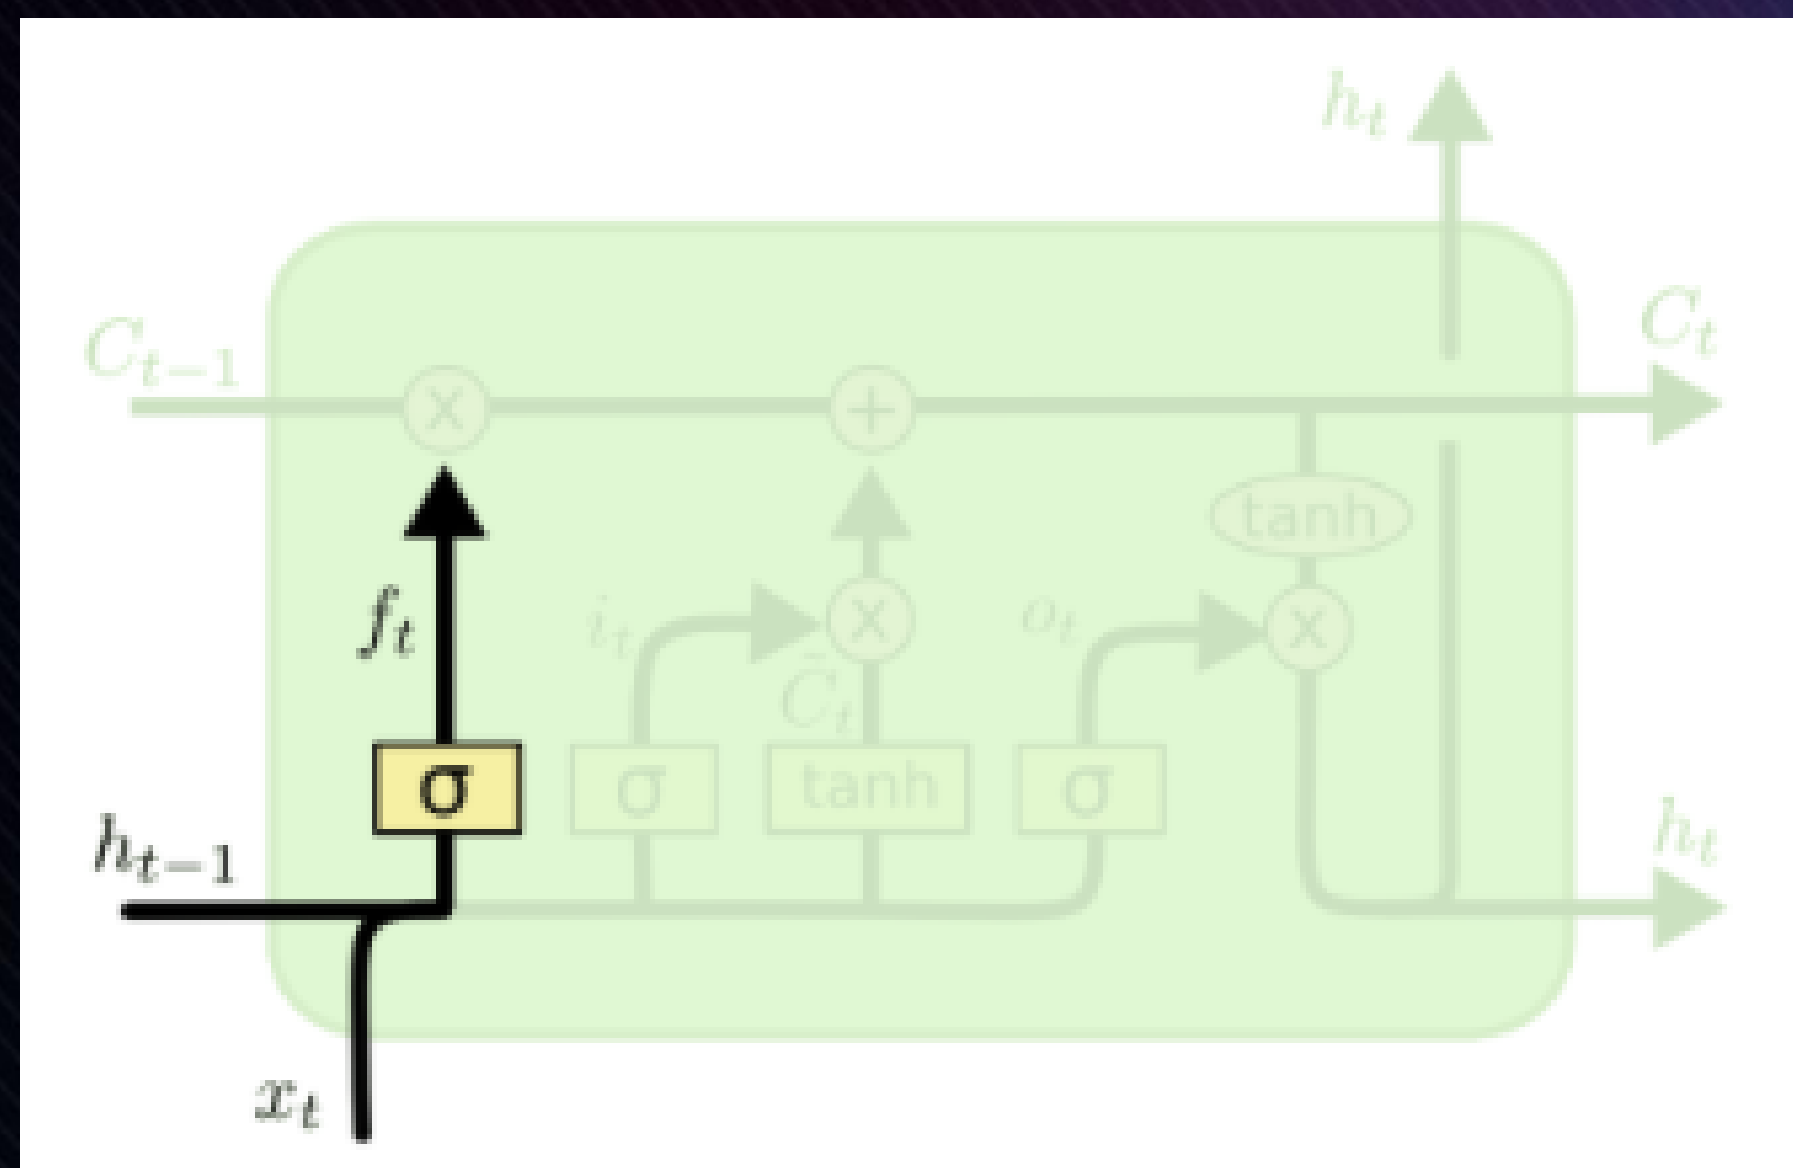 h_t
C_{t-1}
C_t
x
+
tanh
f_t
i_t
x
o_t
x
C̃_t
σ
σ
tanh
σ
h_{t-1}
h_t
x_t